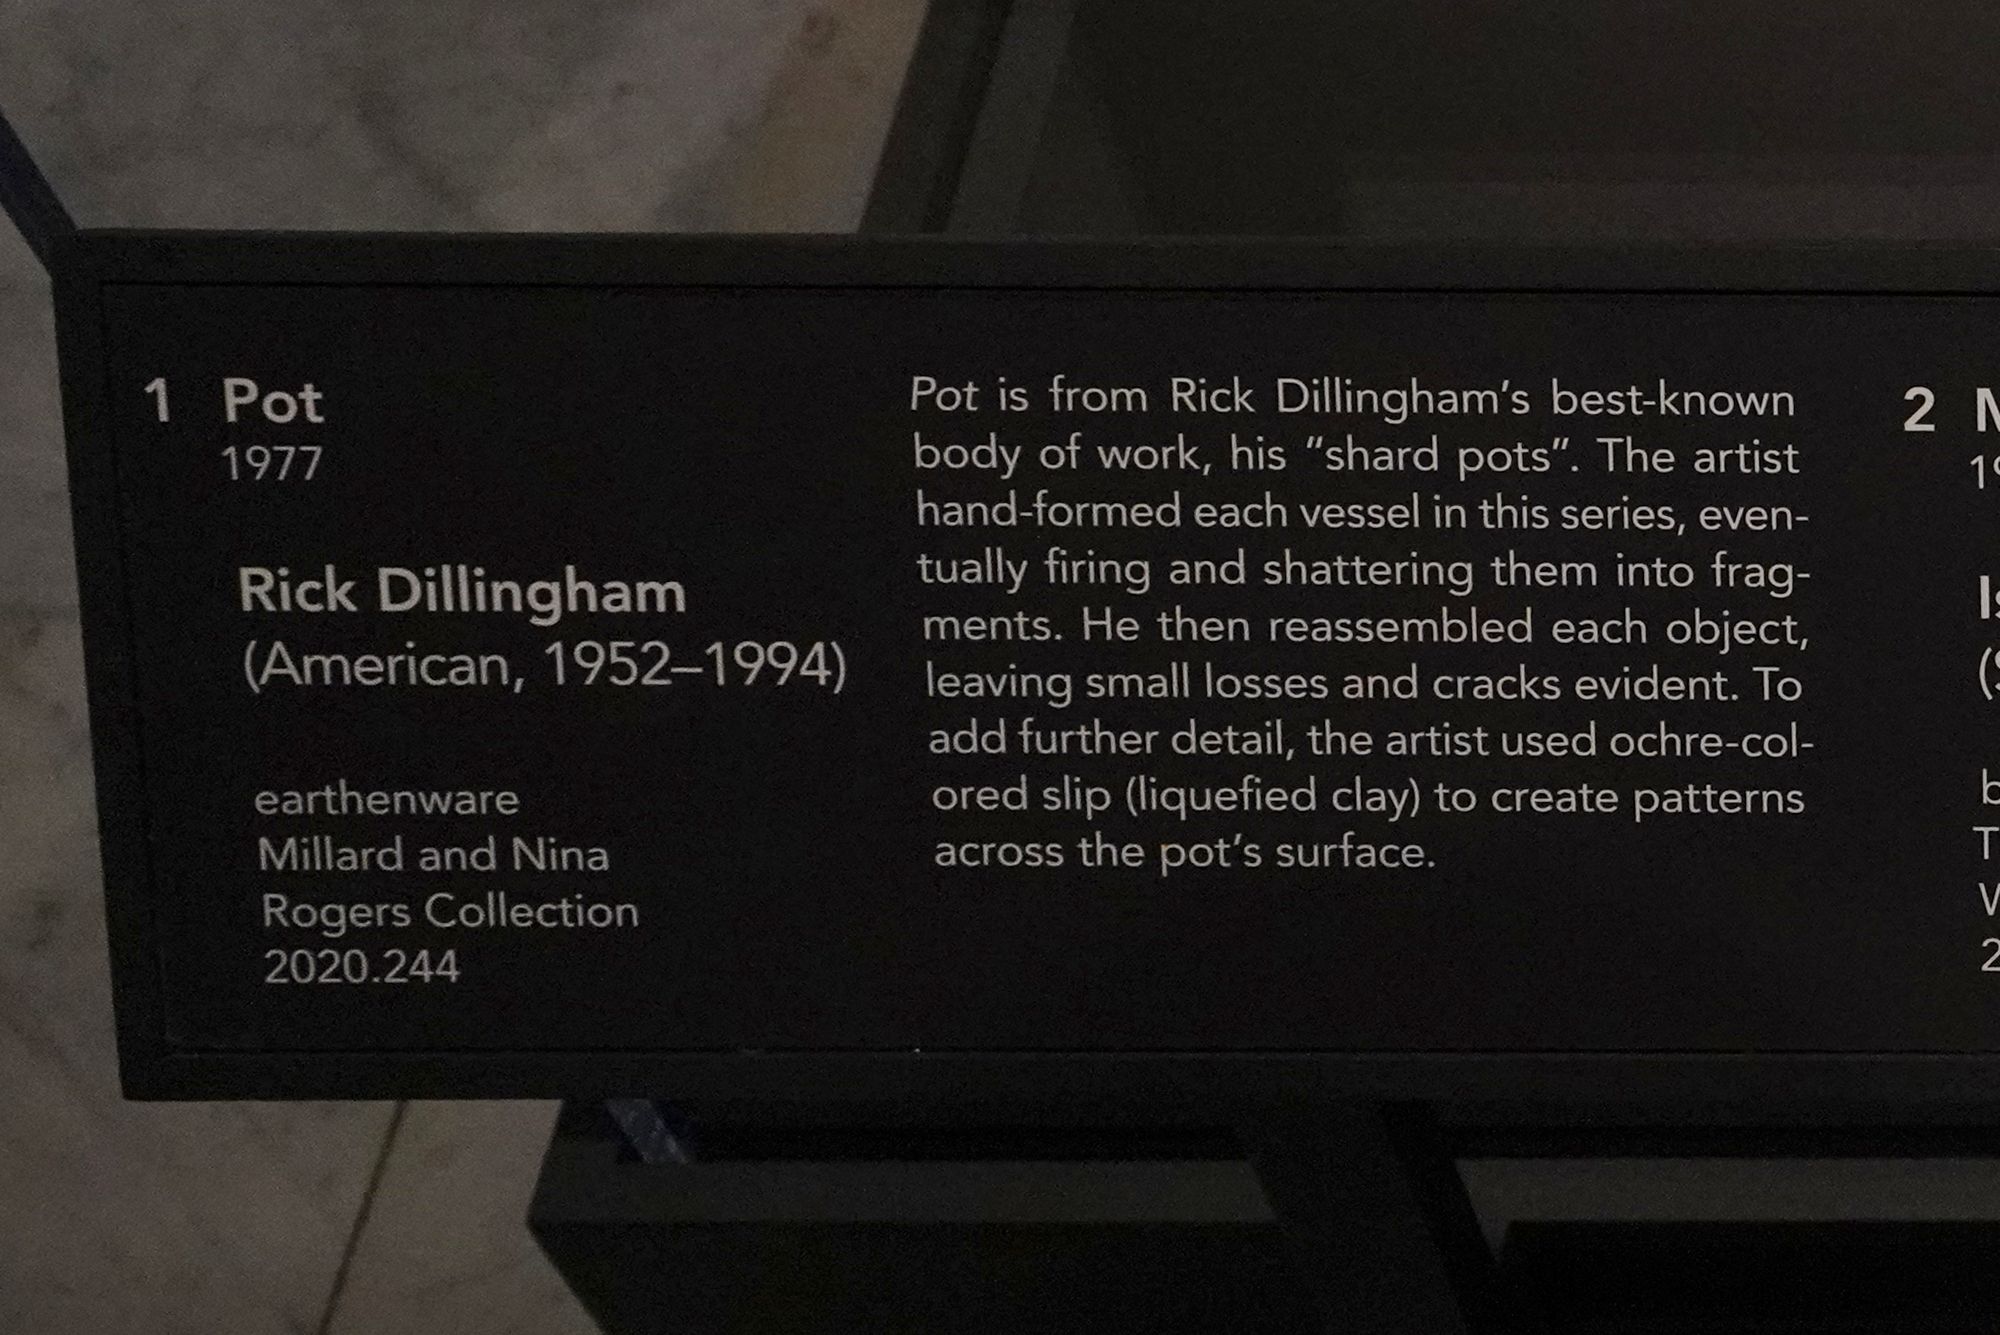 1 Pot
1977
Rick Dillingham
(American, 1952–1994)
earthenware
Millard and Nina
Rogers Collection
2020.244
Pot is from Rick Dillingham's best-known
body of work, his "shard pots". The artist
hand-formed each vessel in this series, even-
tually firing and shattering them into frag-
ments. He then reassembled each object,
leaving small losses and cracks evident. To
add further detail, the artist used ochre-col-
ored slip (liquefied clay) to create patterns
across the pot's surface.
2